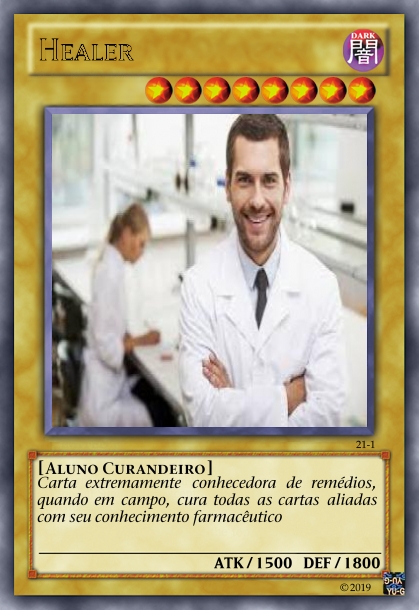 Healer
DARK
闇
21-1
[Aluno Curandeiro]
Carta extremamente conhecedora de remédios,
quando em campo, cura todas as cartas aliadas
com seu conhecimento farmacêutico
ATK / 1500 DEF / 1800
©2019
YU-G